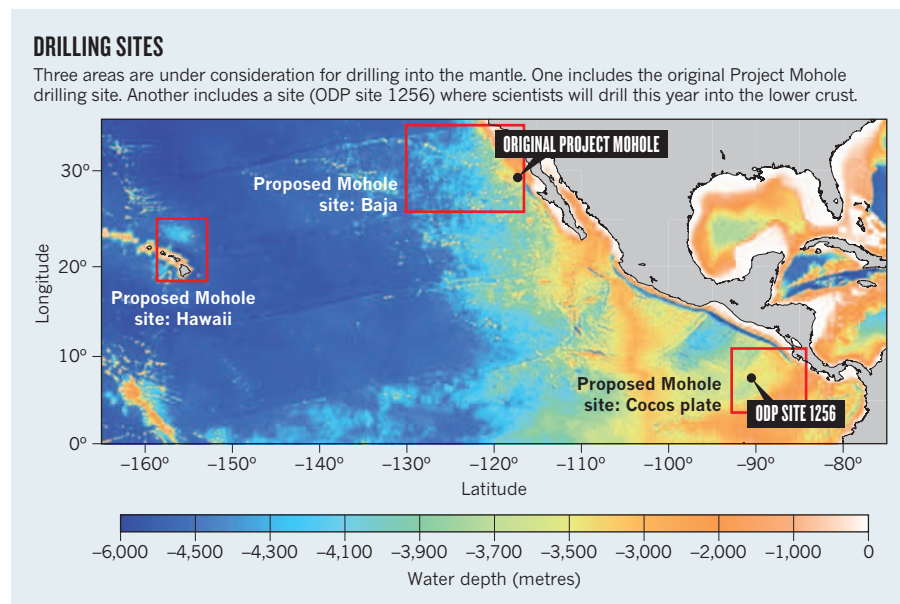 DRILLING SITES
Three areas are under consideration for drilling into the mantle. One includes the original Project Mohole
drilling site. Another includes a site (ODP site 1256) where scientists will drill this year into the lower crust.
ORIGINAL PROJECT MOHOLE
30º
Proposed Mohole
site: Baja
20º
Longitude
Proposed Mohole
site: Hawaii
10º
Proposed Mohole
site: Cocos plate
ODP SITE 1256
0º
–160º –150º –140º –130º –120º –110º –100º –90º –80º
Latitude
–6,000 –4,500 –4,300 –4,100 –3,900 –3,700 –3,500 –3,000 –2,000 –1,000 0
Water depth (metres)